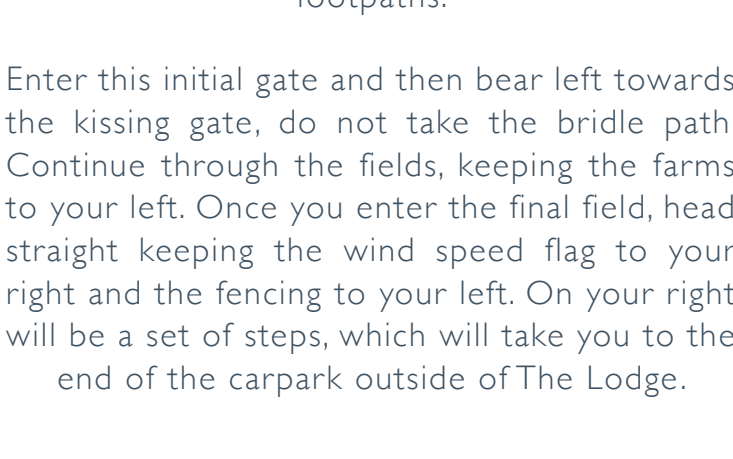 footpaths.
Enter this initial gate and then bear left towards
the kissing gate, do not take the bridle path
Continue through the fields, keeping the farms
to your left. Once you enter the final field, head
straight keeping the wind speed flag to your
right and the fencing to your left. On your right
will be a set of steps, which will take you to the
end of the carpark outside of The Lodge.